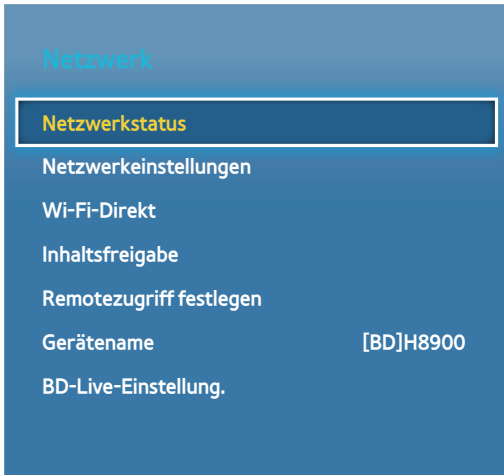 Netzwerk
Netzwerkstatus
Netzwerkeinstellungen
Wi-Fi-Direkt
Inhaltsfreigabe
Remotezugriff festlegen
Gerätename [BD]H8900
BD-Live-Einstellung.